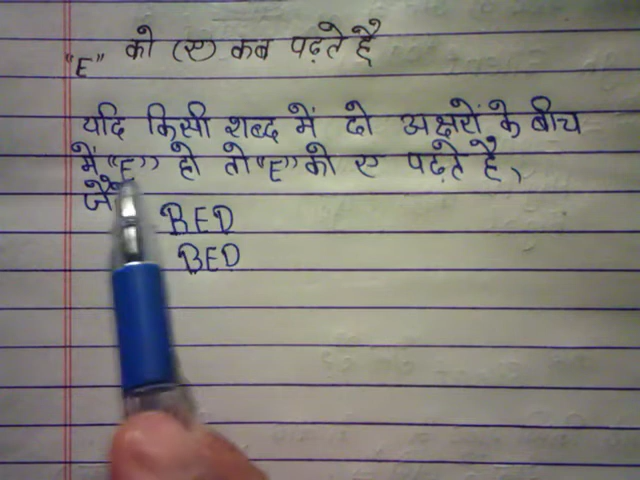 "E" को (ए) कब पढ़ते है
यदि किसी शब्द में दो अक्षरों के बीच
में "E" हो तो "E" को ए पढ़ते है,
BED
BED